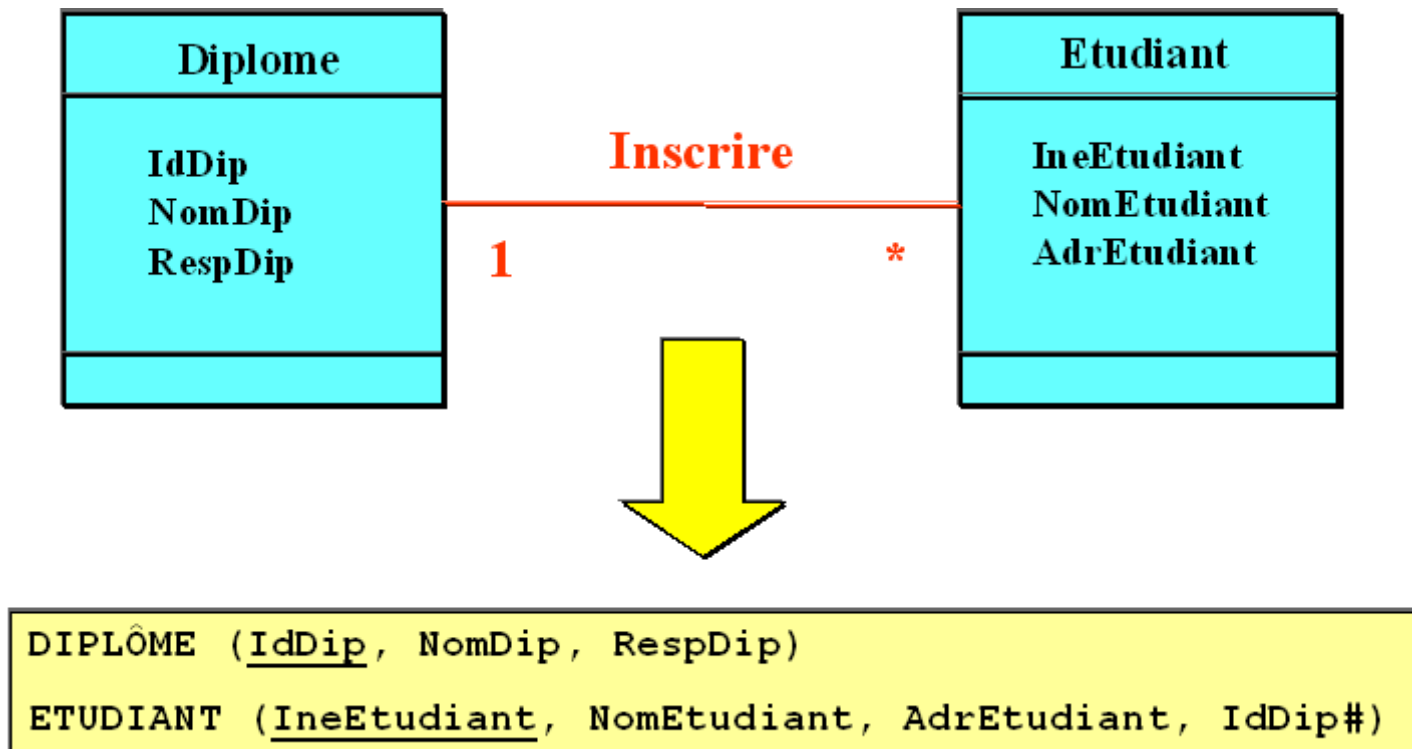 Diplome
IdDip
NomDip
RespDip
Inscrire
1
*
Etudiant
IneEtudiant
NomEtudiant
AdrEtudiant
DIPLÔME (IdDip, NomDip, RespDip)
ETUDIANT (IneEtudiant, NomEtudiant, AdrEtudiant, IdDip#)